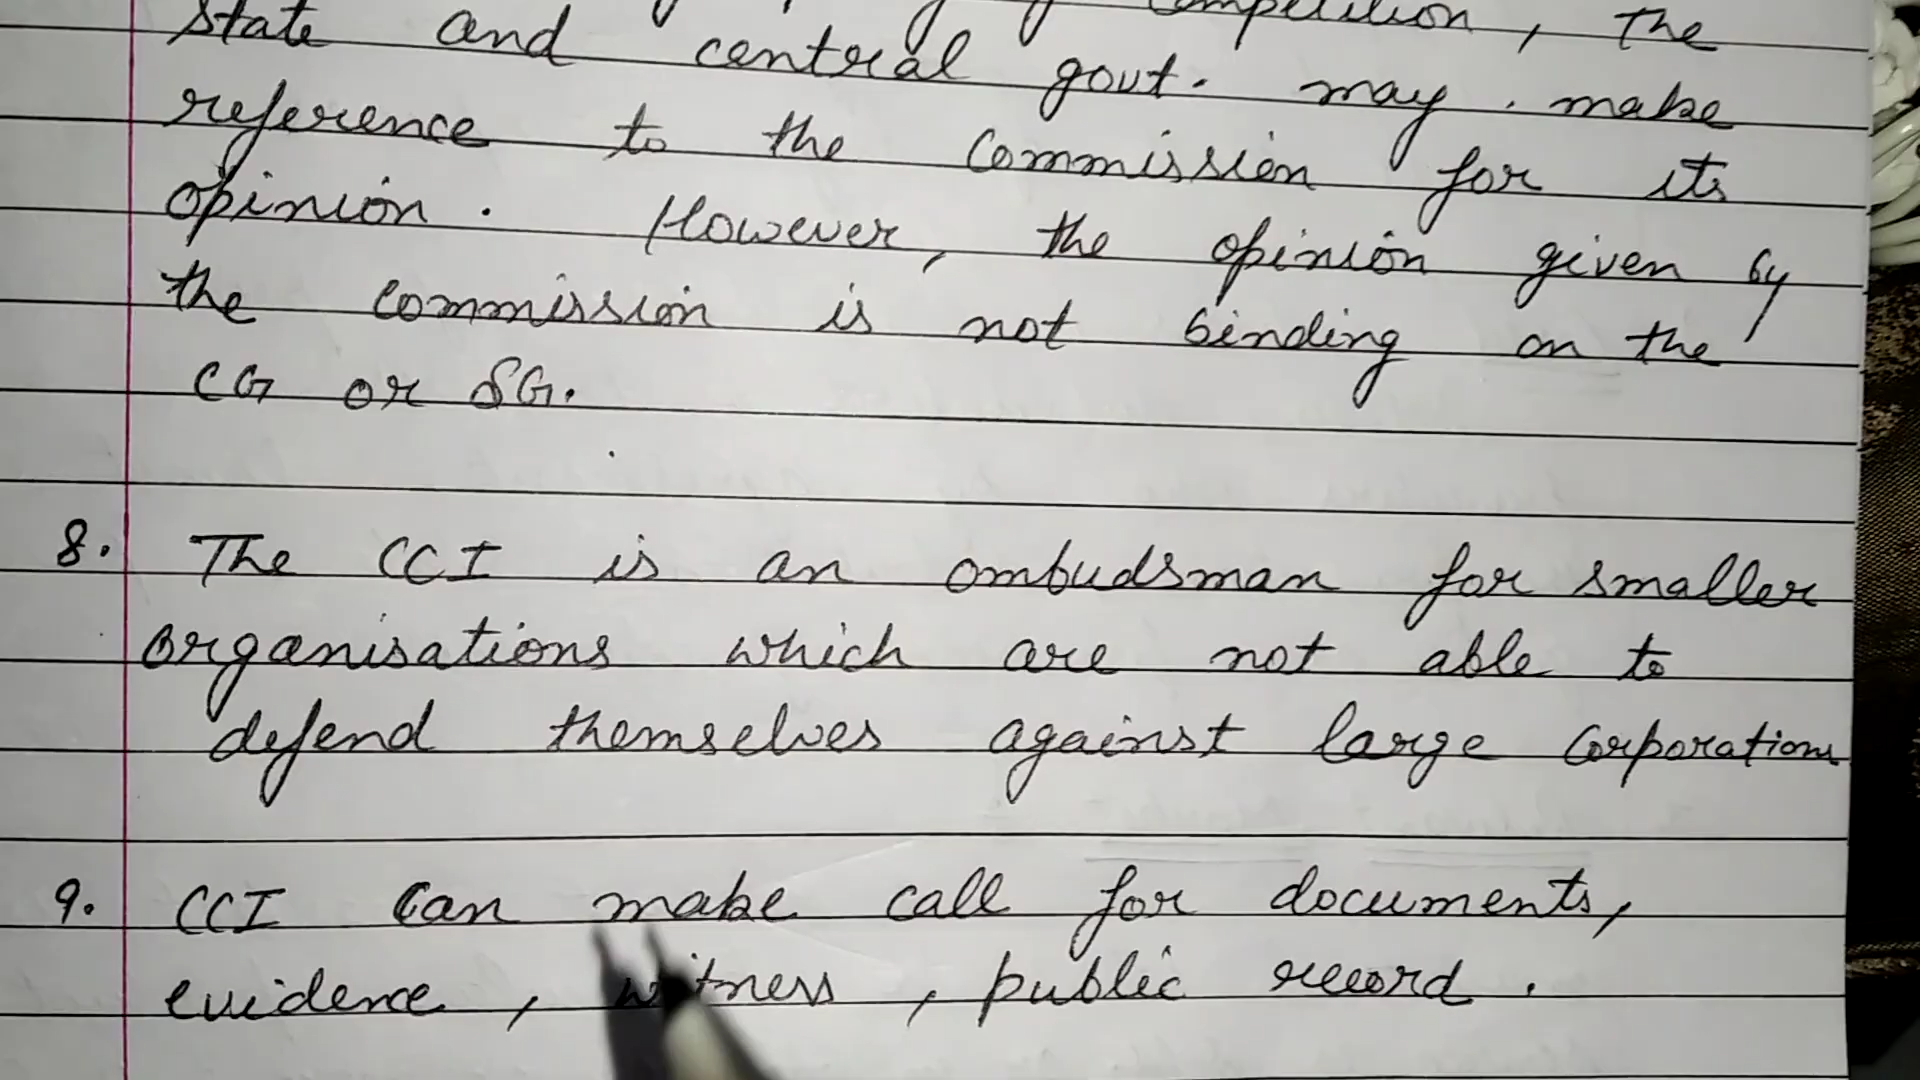 competition, the
state and central govt. may make
reference to the Commission for its
opinion. However, the opinion given by
the commission is not binding on the
CG or SG.
8. The CCI is an ombudsman for smaller
organisations which are not able to
defend themselves against large Corporations
9. CCI Can make call for documents,
evidence, witness, public record.